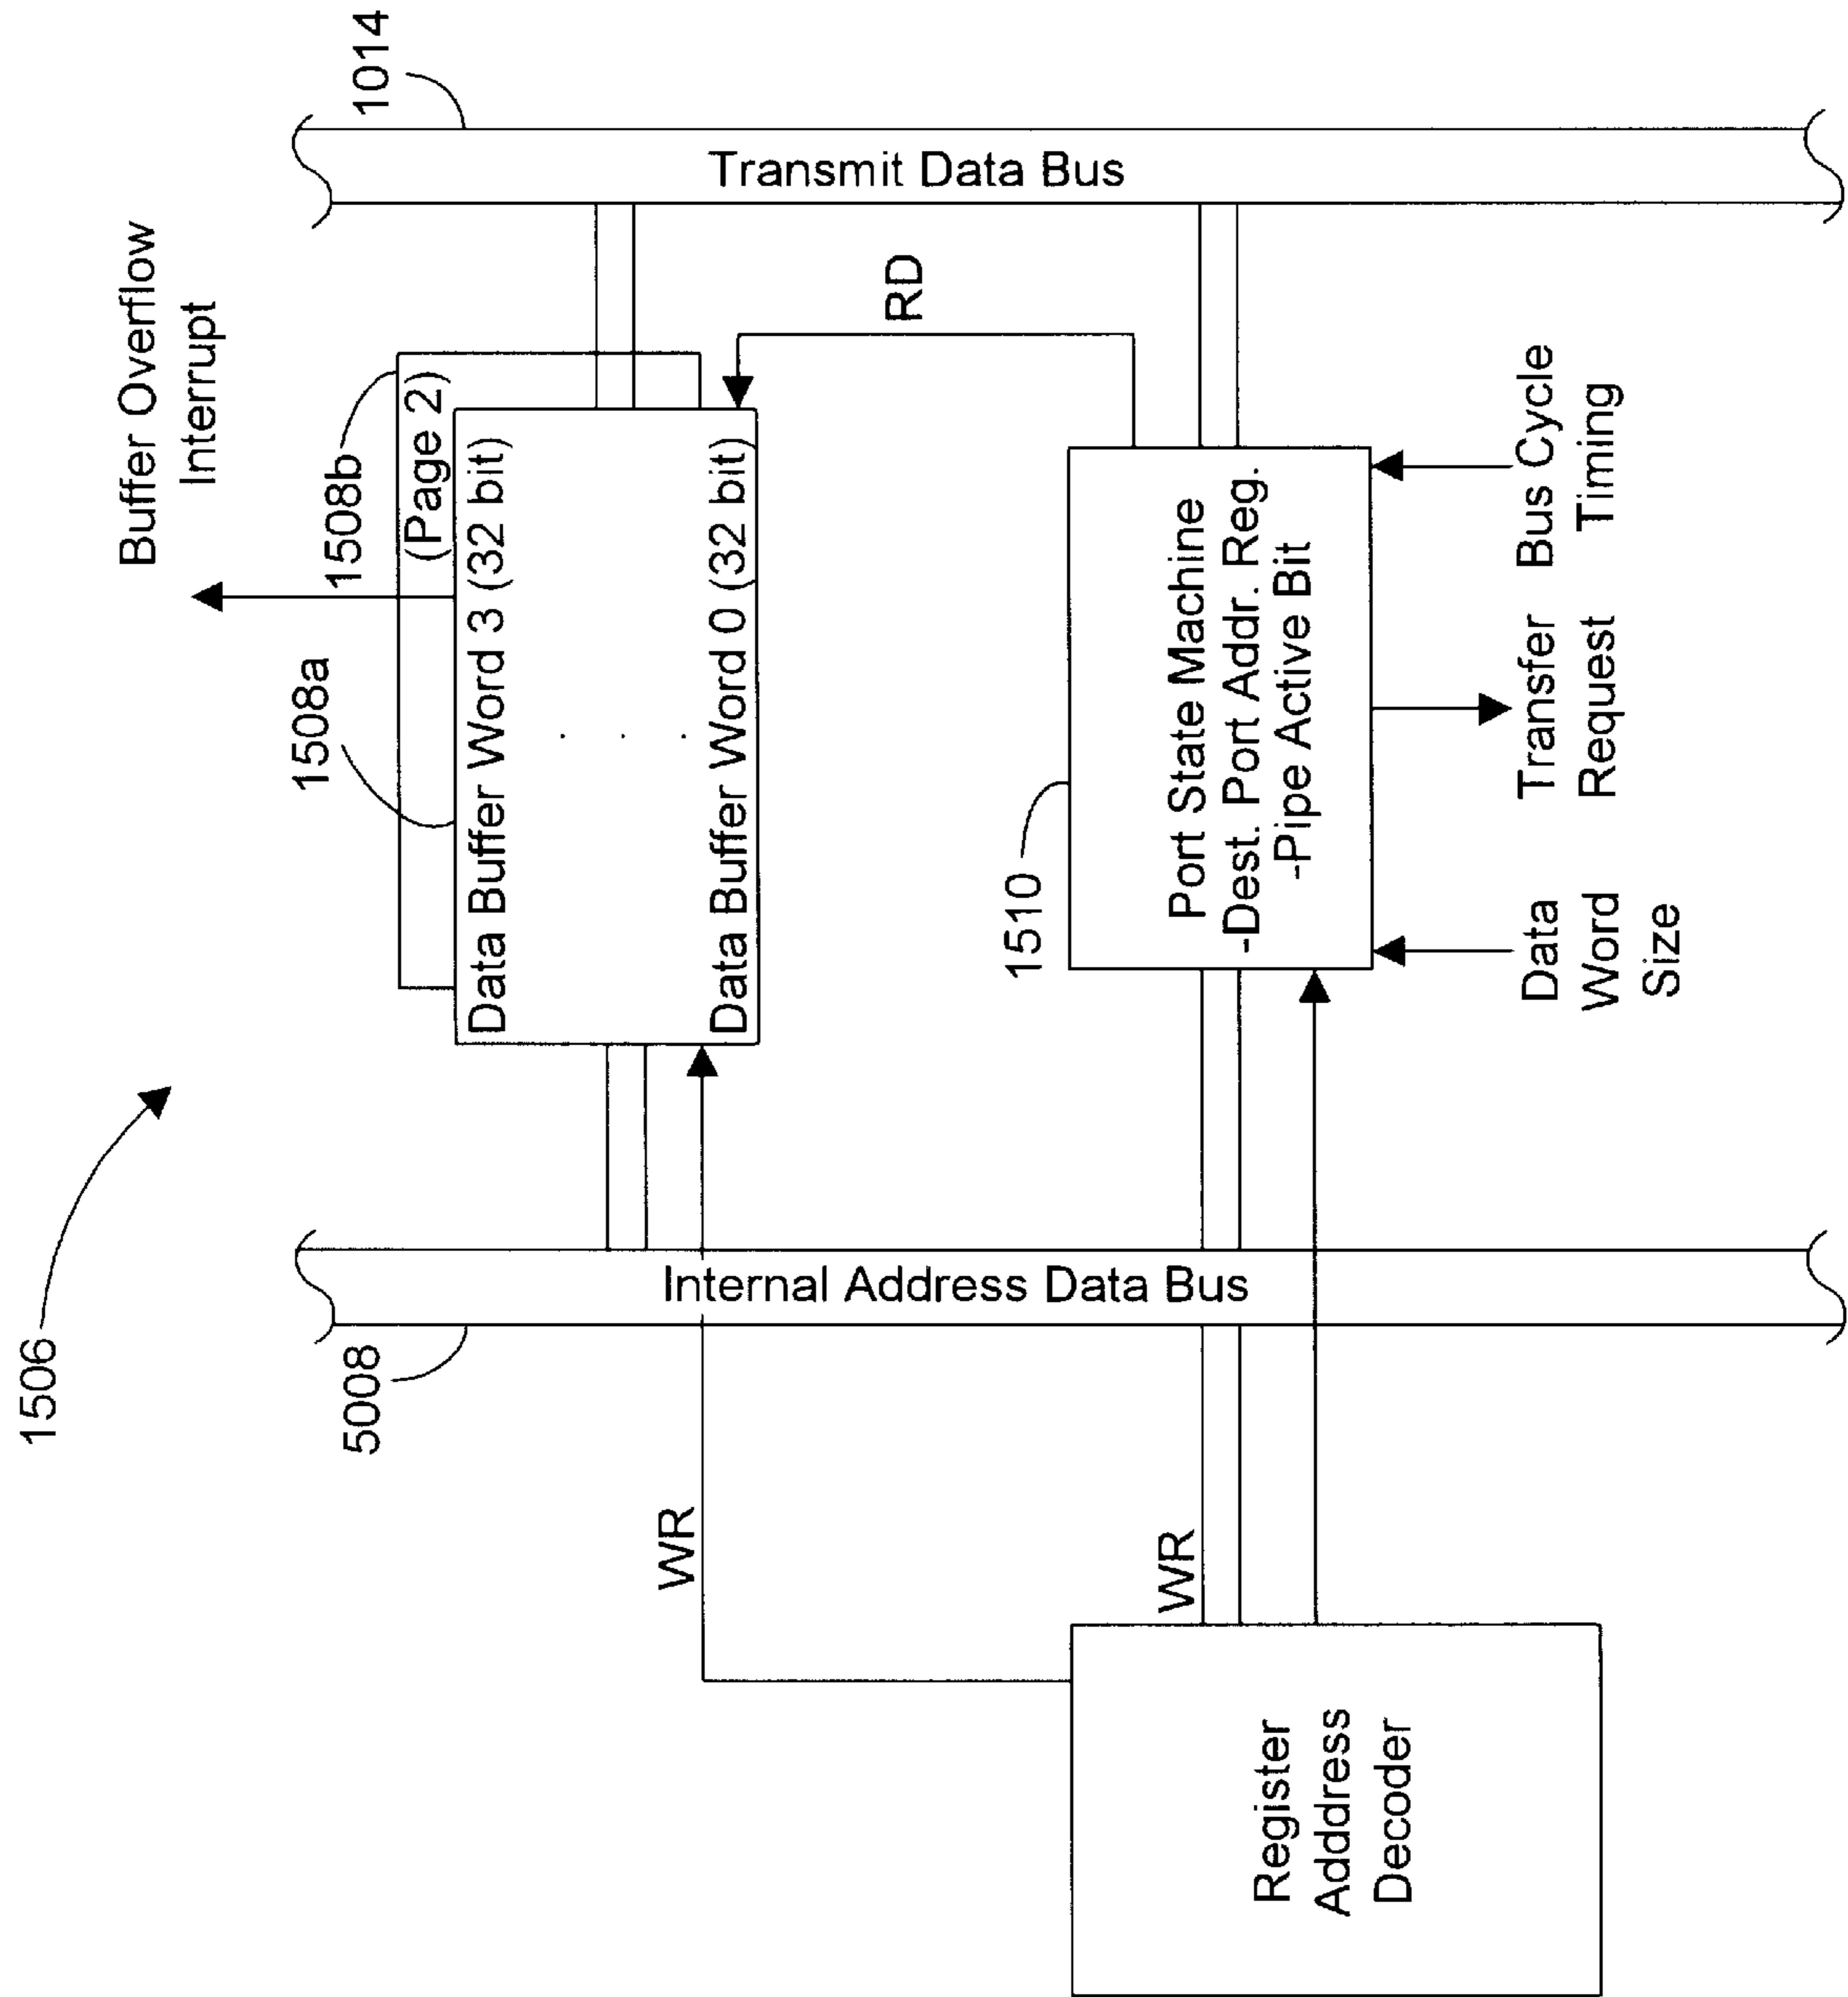 1506
Buffer Overflow
Interrupt
5008
1508a
1508b
1014
(Page 2)
Data Buffer Word 3 (32 bit)
.
.
.
Data Buffer Word 0 (32 bit)
WR
Internal Address Data Bus
Transmit Data Bus
RD
1510
WR
Port State Machine
-Dest. Port Addr. Reg.
-Pipe Active Bit
Register
Adddress
Decoder
Data
Word
Size
Transfer
Request
Bus Cycle
Timing